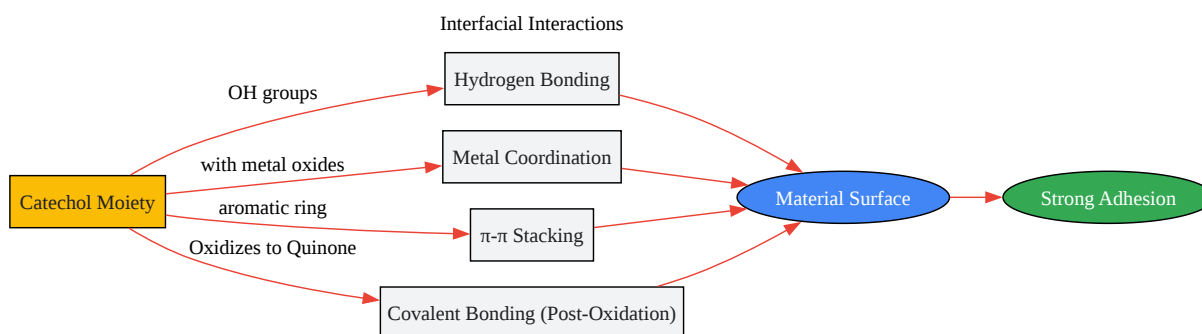 Interfacial Interactions
OH groups
Hydrogen Bonding
with metal oxides
Metal Coordination
Catechol Moiety
aromatic ring
π-π Stacking
Oxidizes to Quinone
Covalent Bonding (Post-Oxidation)
Material Surface
Strong Adhesion